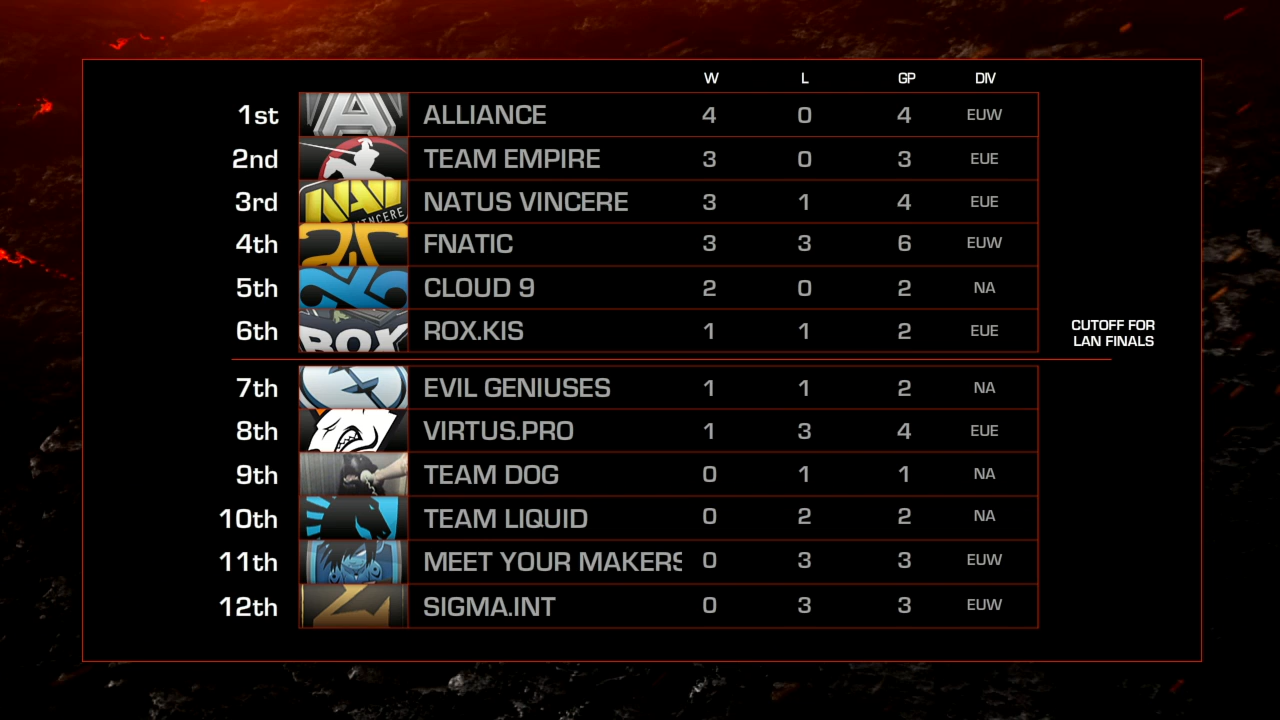 W L GP DIV
1st ALLIANCE 4 0 4 EUW
2nd TEAM EMPIRE 3 0 3 EUE
3rd NAVI VINCERE NATUS VINCERE 3 1 4 EUE
4th FNATIC 3 3 6 EUW
5th CLOUD 9 2 0 2 NA
6th ROX ROX.KIS 1 1 2 EUE
CUTOFF FOR
LAN FINALS
7th EVIL GENIUSES 1 1 2 NA
8th VIRTUS.PRO 1 3 4 EUE
9th TEAM DOG 0 1 1 NA
10th TEAM LIQUID 0 2 2 NA
11th MEET YOUR MAKERS 0 3 3 EUW
12th SIGMA.INT 0 3 3 EUW